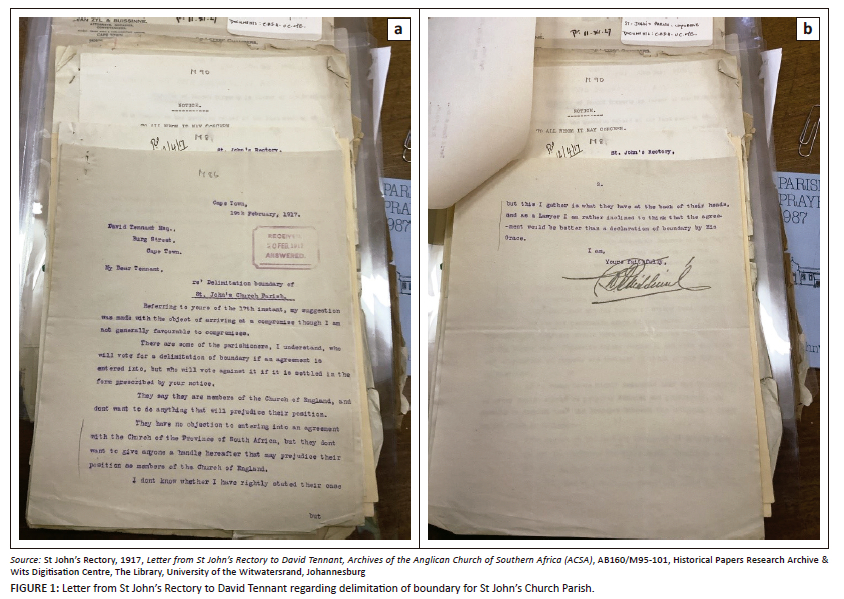 a
VAN ZYL & BUISSINNE,
M 90
NOTICE.
M 8
St. John's Rectory,
M 86
Cape Town,
19th February, 1917.
David Tennant Esq.,
Burg Street,
Cape Town.
RECEIVED
20 FEB. 1917
ANSWERED.
My Dear Tennant,
re' Delimitation boundary of
St. John's Church Parish.
Referring to yours of the 17th instant, my suggestion
was made with the object of arriving at a compromise though I am
not generally favourable to compromises.
There are some of the parishioners, I understand, who
will vote for a delimitation of boundary if an agreement is
entered into, but who will vote against it if it is settled in the
form prescribed by your notice.
They say they are members of the Church of England, and
dont want to do anything that will prejudice their position.
They have no objection to entering into an agreement
with the Church of the Province of South Africa, but they dont
want to give anyone a handle hereafter that may prejudice their
position as members of the Church of England.
I dont know whether I have rightly stated their case
but
b
M 90
NOTICE.
TO ALL WHOM IT MAY CONCERN.
M 8
St. John's Rectory,
PARISH
PRAYE
987
2.
but this I gather is what they have at the back of their heads,
and as a Lawyer I am rather inclined to think that the agree-
-ment would be better than a declaration of boundary by His
Grace.
I am,
Yours faithfully,
Source: St John's Rectory, 1917, Letter from St John's Rectory to David Tennant, Archives of the Anglican Church of Southern Africa (ACSA), AB160/M95-101, Historical Papers Research Archive &
Wits Digitisation Centre, The Library, University of the Witwatersrand, Johannesburg
FIGURE 1: Letter from St John's Rectory to David Tennant regarding delimitation of boundary for St John's Church Parish.